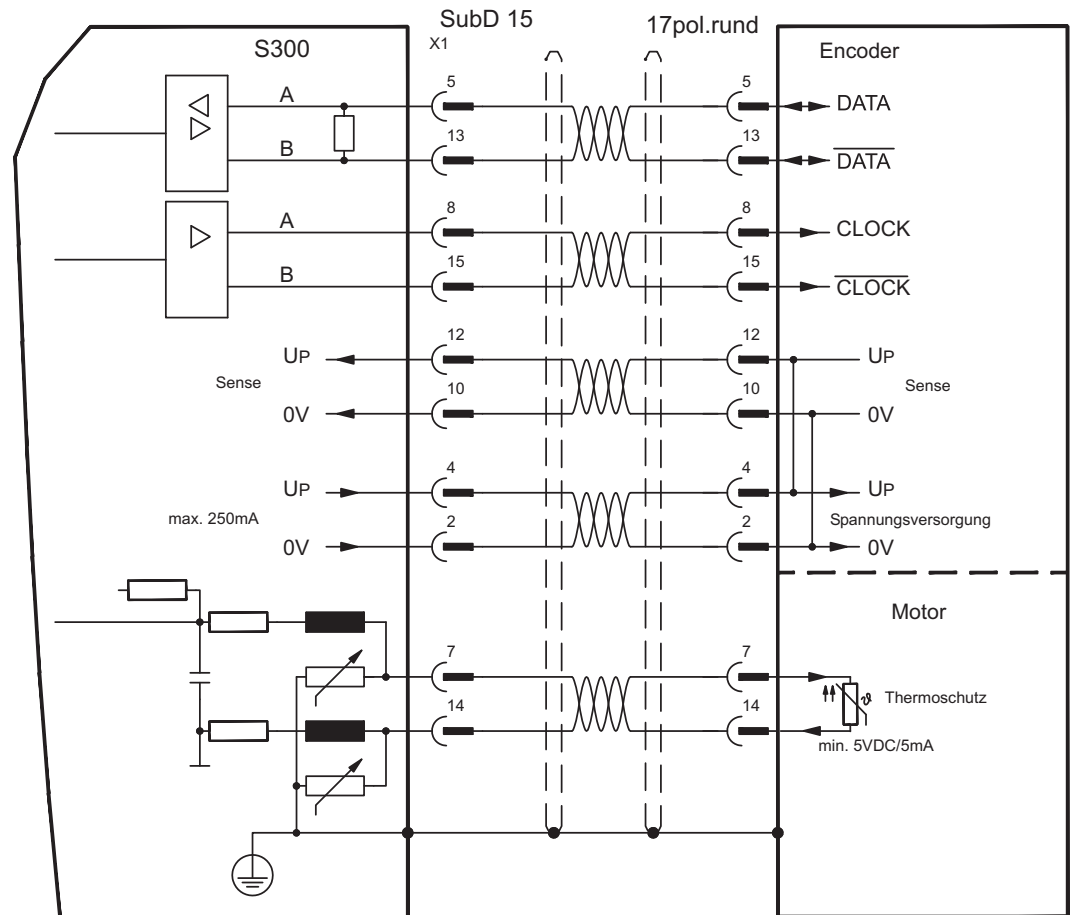 SubD 15
17pol.rund
S300
X1
Encoder
A
5
5
DATA
B
13
13
DATA
A
8
8
CLOCK
B
15
15
CLOCK
UP
12
12
UP
Sense
Sense
0V
10
10
0V
UP
4
4
UP
max. 250mA
Spannungsversorgung
0V
2
2
0V
Motor
7
7
ϑ
Thermoschutz
14
14
min. 5VDC/5mA